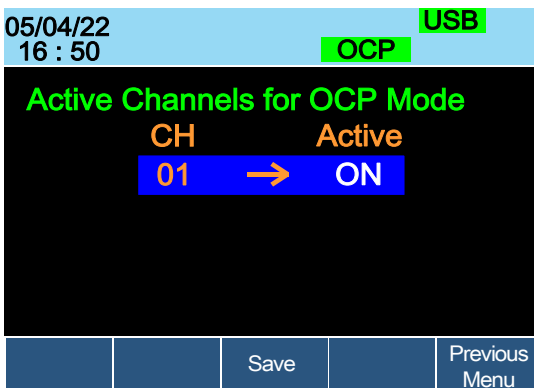 05/04/22 USB
16 : 50 OCP
Active Channels for OCP Mode
CH Active
01 → ON
Save
Previous
Menu